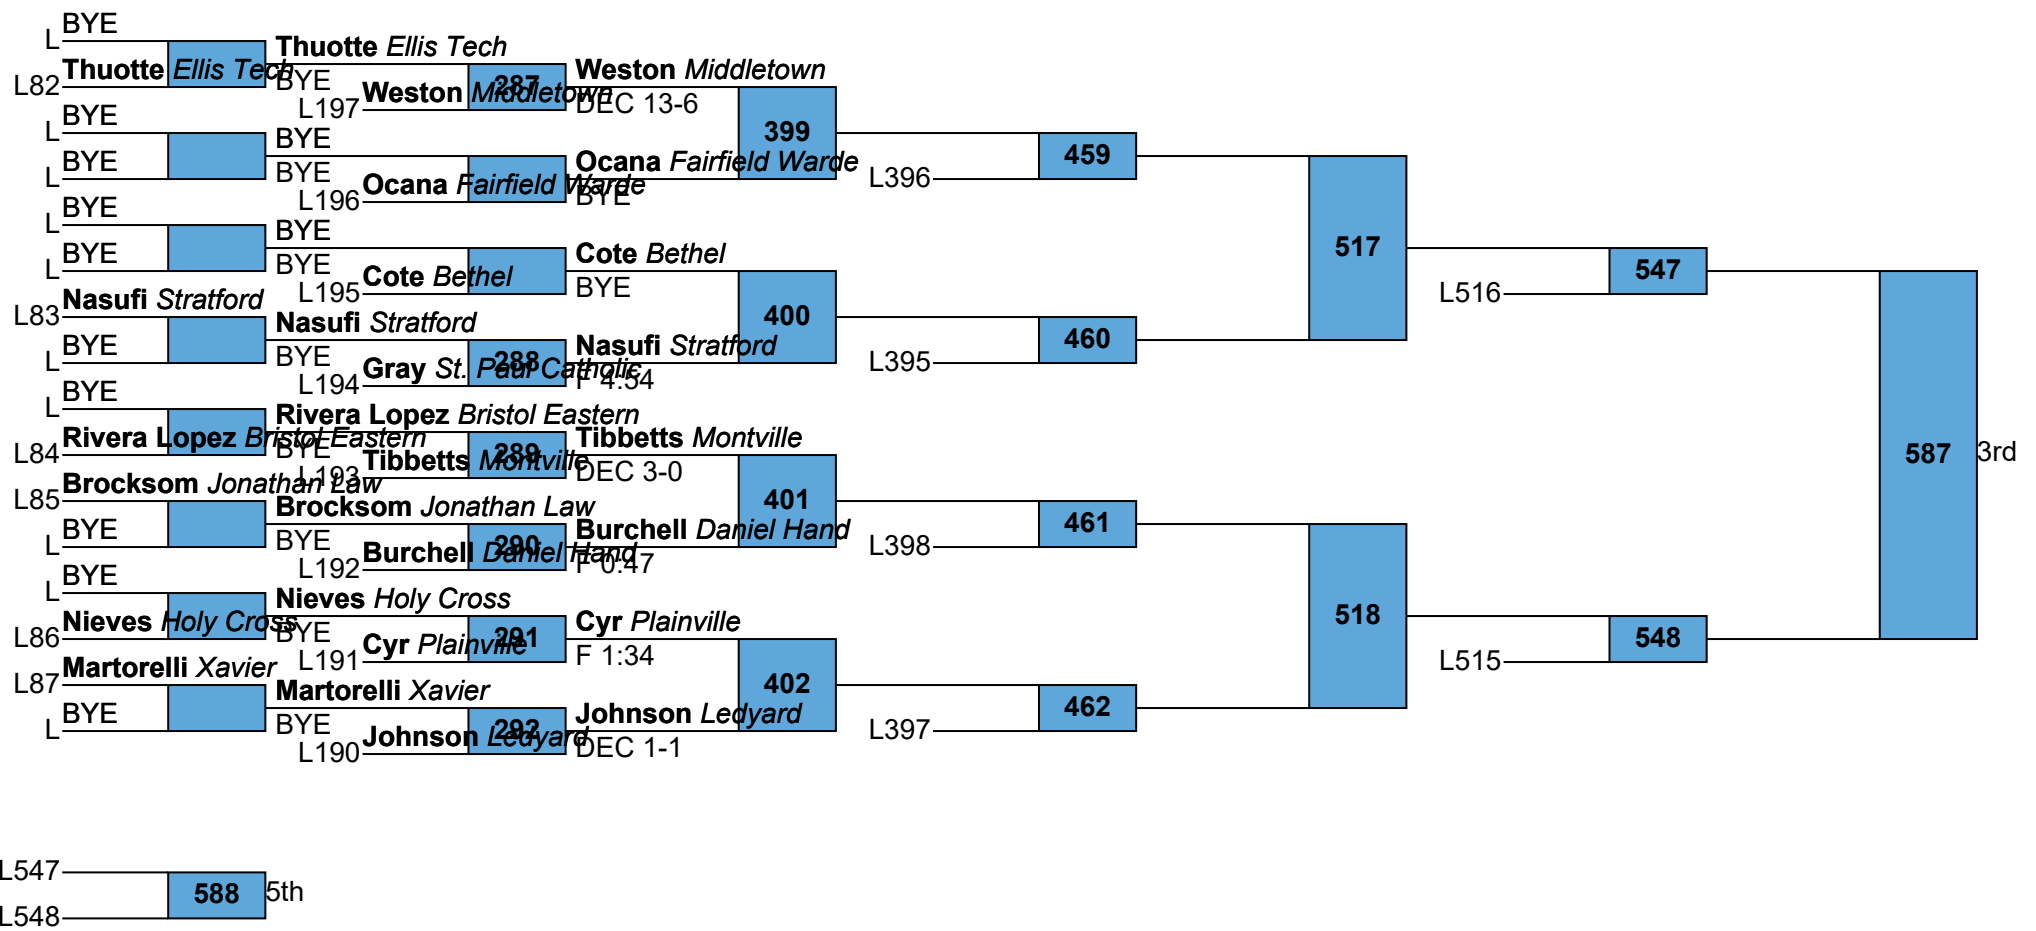 BYE
L
Thuotte Ellis Tech
L82
BYE
L
BYE
L
BYE
L
BYE
L
Nasufi Stratford
L83
BYE
L
BYE
L
Rivera Lopez Bristol Eastern
L84
Brocksom Jonathan Law
L85
BYE
L
BYE
L
Nieves Holy Cross
L86
Martorelli Xavier
L87
BYE
L
Thuotte Ellis Tech
BYE
L197
Weston Middletown
287
BYE
BYE
L196
Ocana Fairfield Warde
BYE
BYE
L195
Cote Bethel
Nasufi Stratford
BYE
L194
Gray St. Paul Catholic
288
Rivera Lopez Bristol Eastern
BYE
L193
Tibbetts Montville
289
Brocksom Jonathan Law
BYE
L192
Burchell Daniel Hand
290
Nieves Holy Cross
BYE
L191
Cyr Plainville
291
Martorelli Xavier
BYE
L190
Johnson Ledyard
292
Weston Middletown
DEC 13-6
399
Ocana Fairfield Warde
BYE
Cote Bethel
BYE
400
Nasufi Stratford
F 4:54
Tibbetts Montville
DEC 3-0
401
Burchell Daniel Hand
F 0:47
Cyr Plainville
F 1:34
402
Johnson Ledyard
DEC 1-1
L396
459
L395
460
L398
461
L397
462
517
518
L516
547
L515
548
587
3rd
L547
L548
588
5th